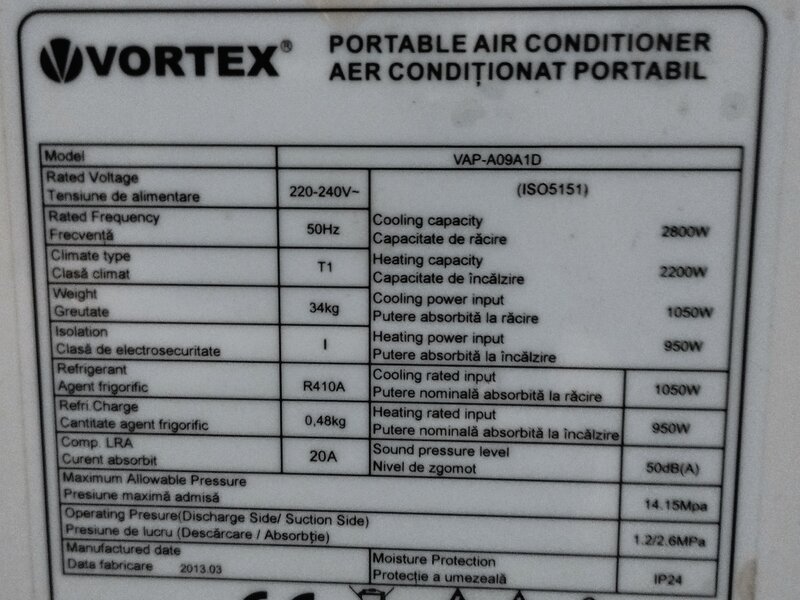 VORTEX®
PORTABLE AIR CONDITIONER
AER CONDIȚIONAT PORTABIL
Model VAP-A09A1D
Rated Voltage
Tensiune de alimentare 220-240V~
(ISO5151)
Rated Frequency
Frecvență 50Hz
Cooling capacity
Capacitate de răcire 2800W
Climate type
Clasă climat T1
Heating capacity
Capacitate de încălzire 2200W
Weight
Greutate 34kg
Cooling power input
Putere absorbită la răcire 1050W
Isolation
Clasă de electrosecuritate I
Heating power input
Putere absorbită la încălzire 950W
Refrigerant
Agent frigorific R410A
Cooling rated input
Putere nominală absorbită la răcire 1050W
Refri.Charge
Cantitate agent frigorific 0,48kg
Heating rated input
Putere nominală absorbită la încălzire 950W
Comp. LRA
Curent absorbit 20A
Sound pressure level
Nivel de zgomot 50dB(A)
Maximum Allowable Pressure
Presiune maximă admisă 14.15Mpa
Operating Presure(Discharge Side/ Suction Side)
Presiune de lucru (Descărcare / Absorbție) 1.2/2.6MPa
Manufactured date
Data fabricare 2013.03
Moisture Protection
Protecție a umezeală IP24